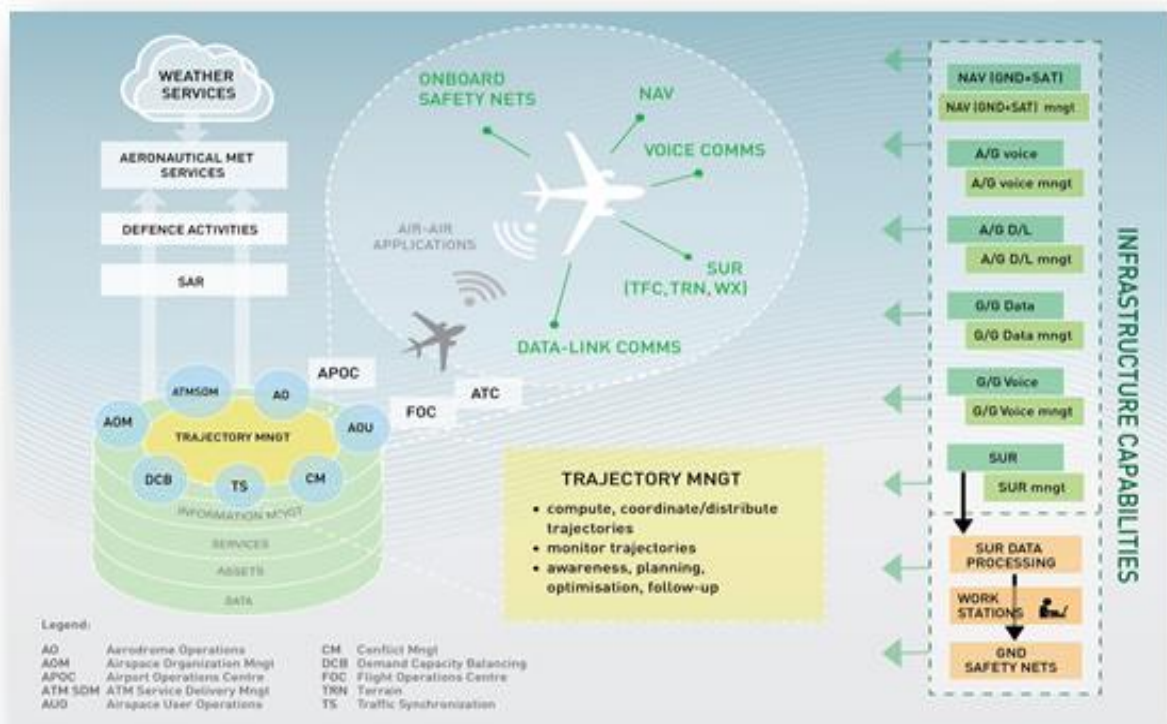 WEATHER
SERVICES
AERONAUTICAL MET
SERVICES
DEFENCE ACTIVITIES
SAR
ONBOARD
SAFETY NETS
NAV
VOICE COMMS
AIR-AIR
APPLICATIONS
SUR
(TFC, TRN, WX)
DATA-LINK COMMS
APOC
ATC
FOC
ATMSDM
AO
AOM
AOU
TRAJECTORY MNGT
DCB
TS
CM
INFORMATION MNGT
SERVICES
ASSETS
DATA
TRAJECTORY MNGT
• compute, coordinate/distribute
trajectories
• monitor trajectories
• awareness, planning,
optimisation, follow-up
NAV (GND+SAT)
NAV (GND+SAT) mngt
A/G voice
A/G voice mngt
A/G D/L
A/G D/L mngt
G/G Data
G/G Data mngt
G/G Voice
G/G Voice mngt
SUR
SUR mngt
SUR DATA
PROCESSING
WORK
STATIONS
GND
SAFETY NETS
INFRASTRUCTURE CAPABILITIES
Legend:
AO Aerodrome Operations
AOM Airspace Organization Mngt
APOC Airport Operations Centre
ATM SDM ATM Service Delivery Mngt
AUO Airspace User Operations
CM Conflict Mngt
DCB Demand Capacity Balancing
FOC Flight Operations Centre
TRN Terrain
TS Traffic Synchronization